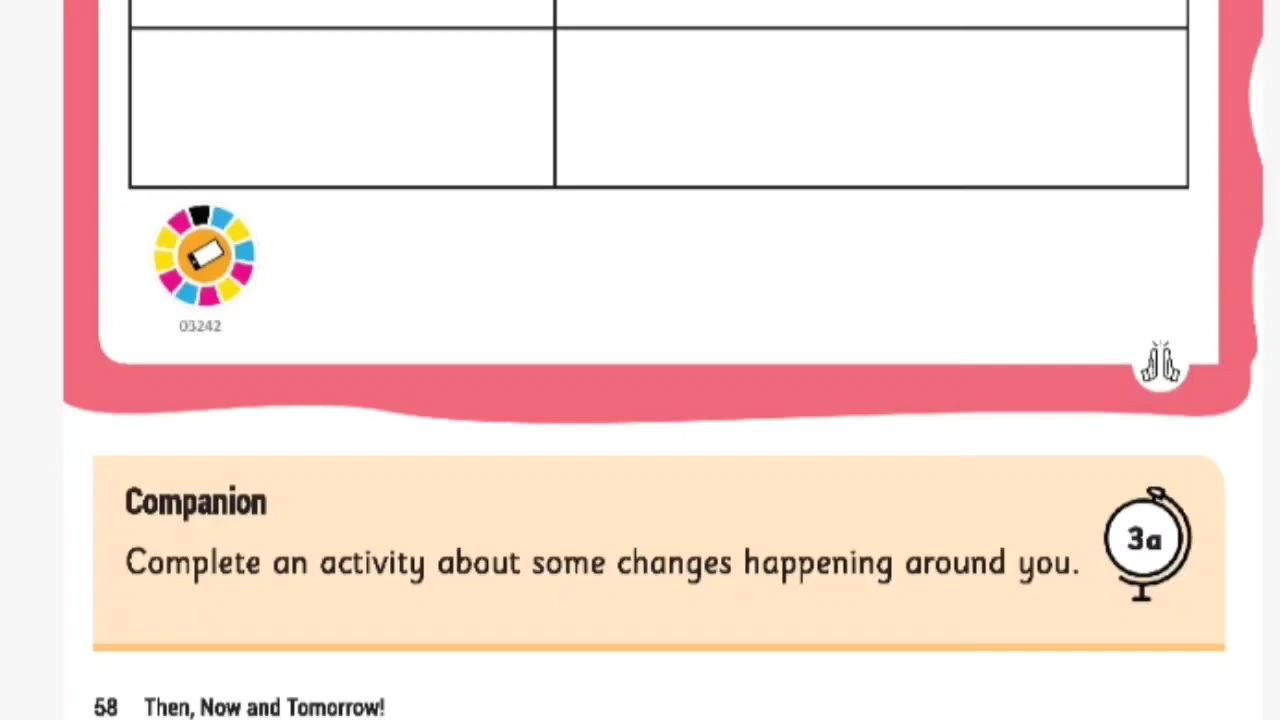 03242
Companion
Complete an activity about some changes happening around you.
3a
58 Then, Now and Tomorrow!